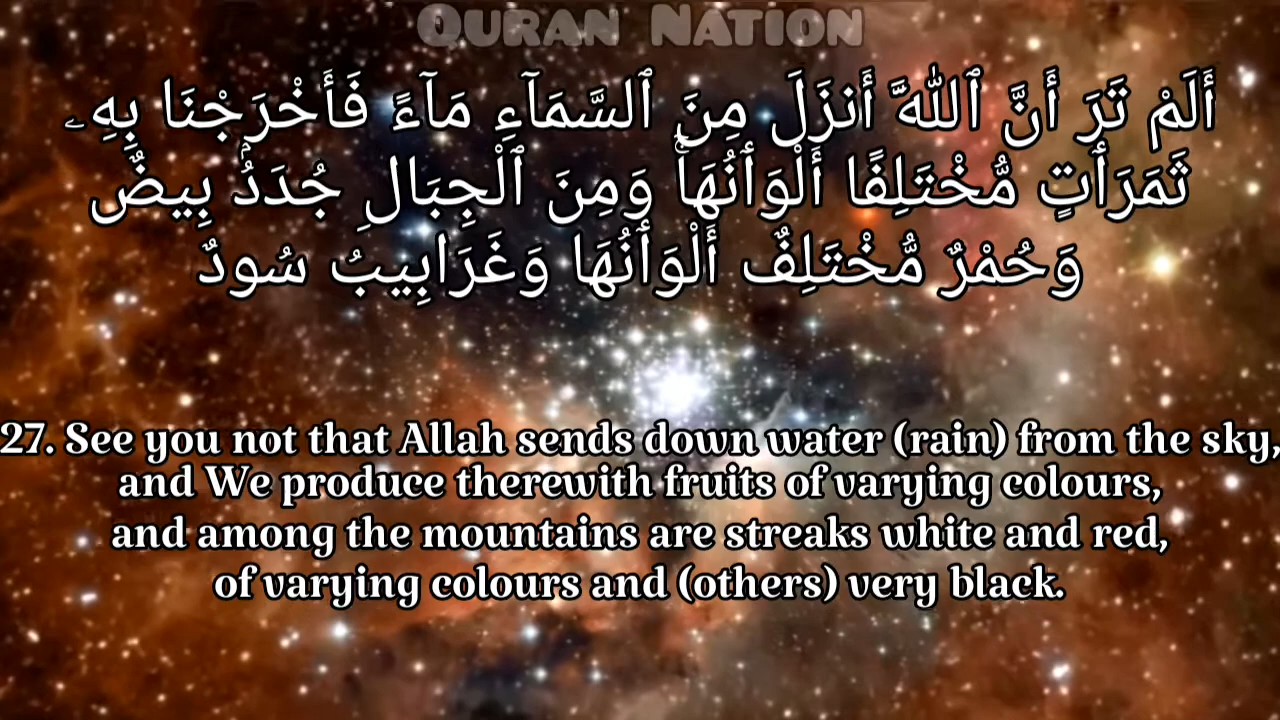 QURAN NATION
أَلَمْ تَرَ أَنَّ ٱللَّهَ أَنزَلَ مِنَ ٱلسَّمَآءِ مَآءً فَأَخْرَجْنَا بِهِۦ
ثَمَرَٰتٍ مُّخْتَلِفًا أَلْوَٰنُهَاۚ وَمِنَ ٱلْجِبَالِ جُدَدٌۢ بِيضٌ
وَحُمْرٌ مُّخْتَلِفٌ أَلْوَٰنُهَا وَغَرَابِيبُ سُودٌ
27. See you not that Allah sends down water (rain) from the sky,
and We produce therewith fruits of varying colours,
and among the mountains are streaks white and red,
of varying colours and (others) very black.